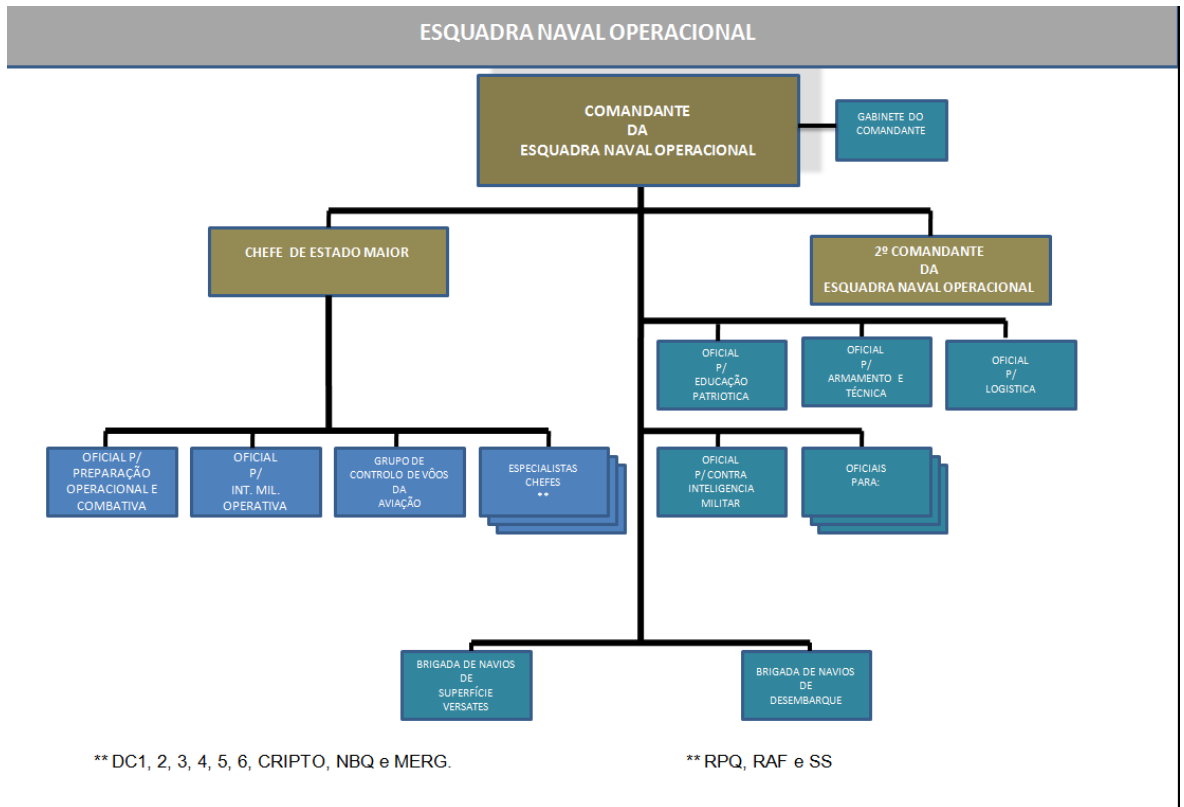 ESQUADRA NAVAL OPERACIONAL
COMANDANTE
DA
ESQUADRA NAVAL OPERACIONAL
GABINETE DO
COMANDANTE
CHEFE DE ESTADO MAIOR
2º COMANDANTE
DA
ESQUADRA NAVAL OPERACIONAL
OFICIAL
P/
EDUCAÇÃO
PATRIOTICA
OFICIAL
P/
ARMAMENTO E
TÉCNICA
OFICIAL
P/
LOGISTICA
OFICIAL P/
PREPARAÇÃO
OPERACIONAL E
COMBATIVA
OFICIAL
P/
INT. MIL.
OPERATIVA
GRUPO DE
CONTROLO DE VÔOS
DA
AVIAÇÃO
ESPECIALISTAS
CHEFES
**
OFICIAL
P/ CONTRA
INTELIGENCIA
MILITAR
OFICIAIS
PARA:
BRIGADA DE NAVIOS
DE
SUPERFÍCIE
VERSATES
BRIGADA DE NAVIOS
DE
DESEMBARQUE
** DC1, 2, 3, 4, 5, 6, CRIPTO, NBQ e MERG.
** RPQ, RAF e SS